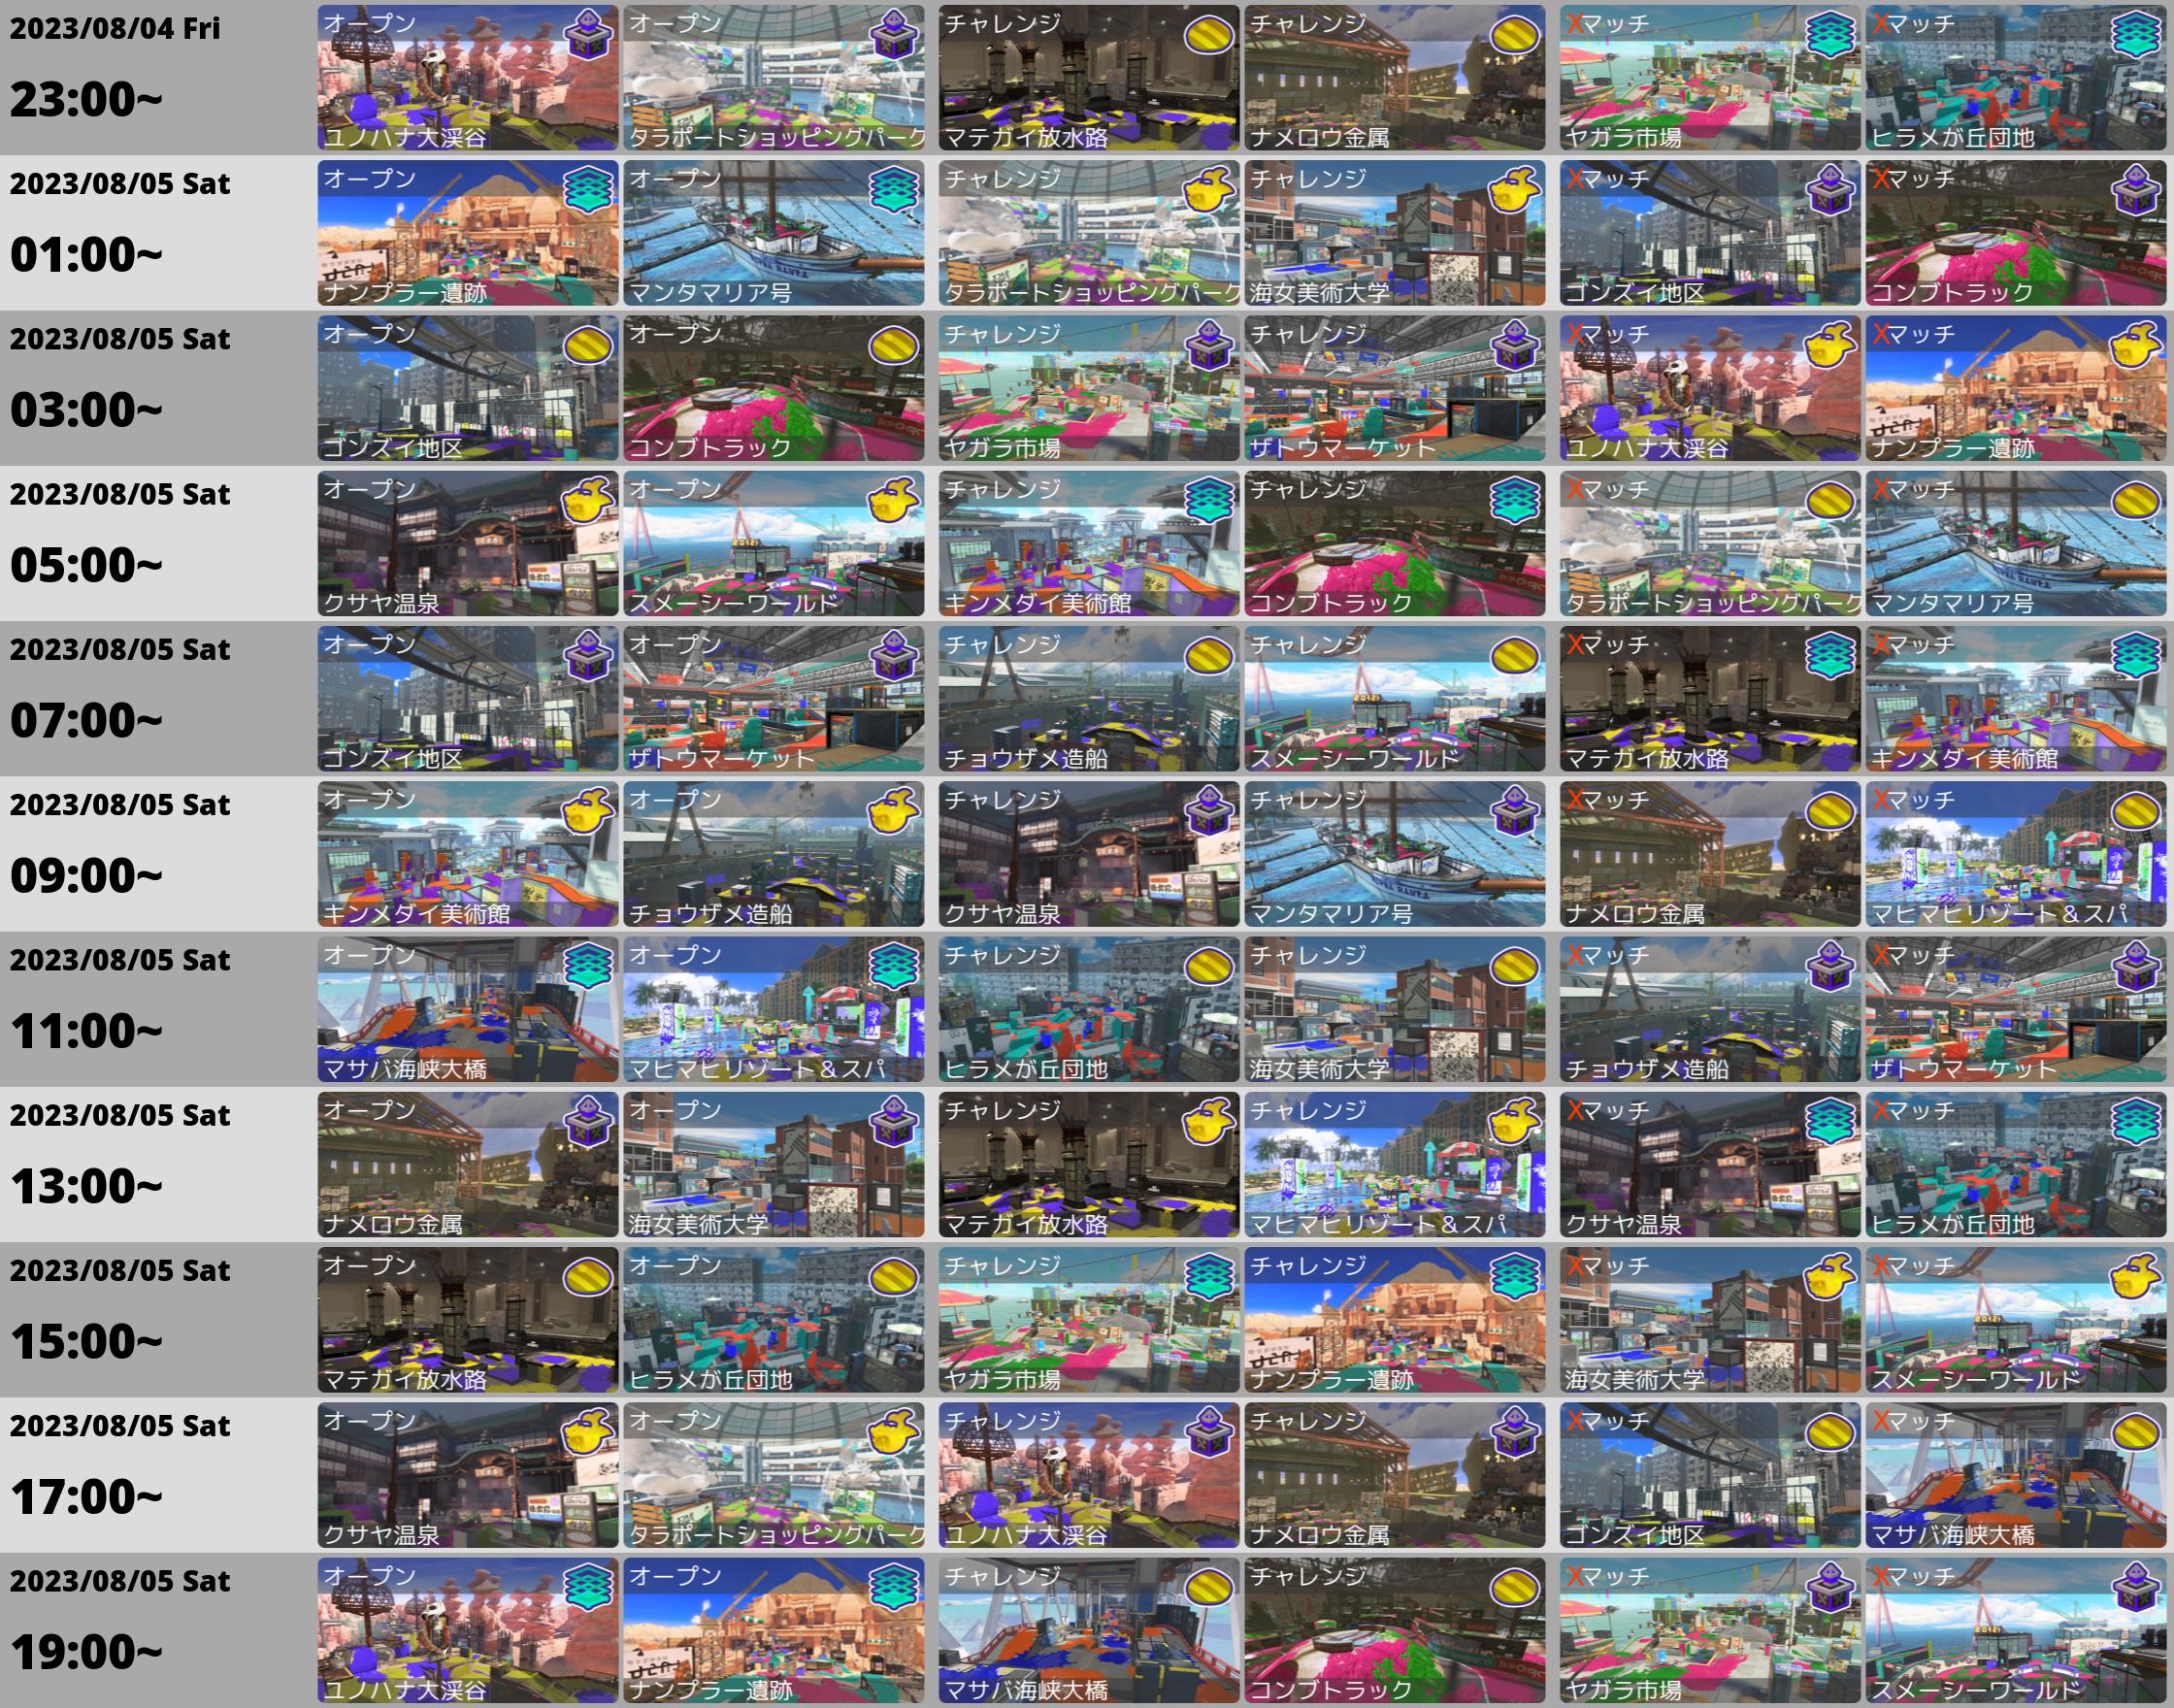 2023/08/04 Fri
23:00~
オープン オープン チャレンジ チャレンジ Xマッチ Xマッチ
ユノハナ大渓谷 タラポートショッピングパーク マテガイ放水路 ナメロウ金属 ヤガラ市場 ヒラメが丘団地
2023/08/05 Sat
01:00~
オープン オープン チャレンジ チャレンジ Xマッチ Xマッチ
ナンプラー遺跡 マンタマリア号 タラポートショッピングパーク 海女美術大学 ゴンズイ地区 コンブトラック
2023/08/05 Sat
03:00~
オープン オープン チャレンジ チャレンジ Xマッチ Xマッチ
ゴンズイ地区 コンブトラック ヤガラ市場 ザトウマーケット ユノハナ大渓谷 ナンプラー遺跡
2023/08/05 Sat
05:00~
オープン オープン チャレンジ チャレンジ Xマッチ Xマッチ
クサヤ温泉 スメーシーワールド キンメダイ美術館 コンブトラック タラポートショッピングパーク マンタマリア号
2023/08/05 Sat
07:00~
オープン オープン チャレンジ チャレンジ Xマッチ Xマッチ
ゴンズイ地区 ザトウマーケット チョウザメ造船 スメーシーワールド マテガイ放水路 キンメダイ美術館
2023/08/05 Sat
09:00~
オープン オープン チャレンジ チャレンジ Xマッチ Xマッチ
キンメダイ美術館 チョウザメ造船 クサヤ温泉 マンタマリア号 ナメロウ金属 マヒマヒリゾート＆スパ
2023/08/05 Sat
11:00~
オープン オープン チャレンジ チャレンジ Xマッチ Xマッチ
マサバ海峡大橋 マヒマヒリゾート＆スパ ヒラメが丘団地 海女美術大学 チョウザメ造船 ザトウマーケット
2023/08/05 Sat
13:00~
オープン オープン チャレンジ チャレンジ Xマッチ Xマッチ
ナメロウ金属 海女美術大学 マテガイ放水路 マヒマヒリゾート＆スパ クサヤ温泉 ヒラメが丘団地
2023/08/05 Sat
15:00~
オープン オープン チャレンジ チャレンジ Xマッチ Xマッチ
マテガイ放水路 ヒラメが丘団地 ヤガラ市場 ナンプラー遺跡 海女美術大学 スメーシーワールド
2023/08/05 Sat
17:00~
オープン オープン チャレンジ チャレンジ Xマッチ Xマッチ
クサヤ温泉 タラポートショッピングパーク ユノハナ大渓谷 ナメロウ金属 ゴンズイ地区 マサバ海峡大橋
2023/08/05 Sat
19:00~
オープン オープン チャレンジ チャレンジ Xマッチ Xマッチ
ユノハナ大渓谷 ナンプラー遺跡 マサバ海峡大橋 コンブトラック ヤガラ市場 スメーシーワールド